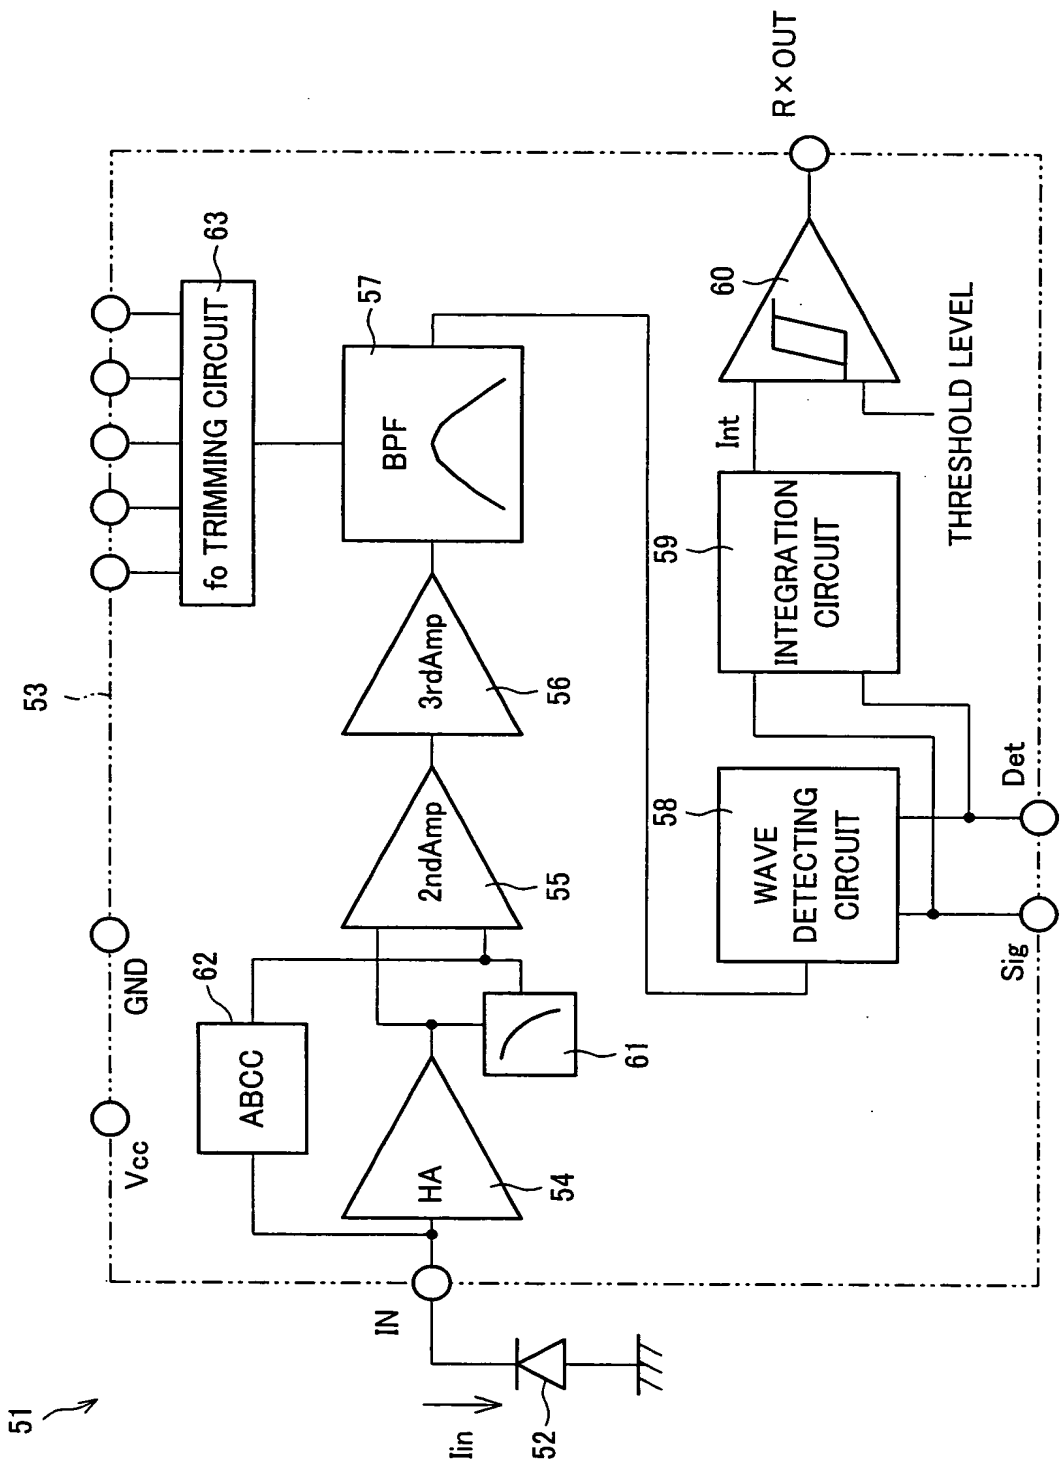 51
53
Vcc
GND
62
ABCC
fo TRIMMING CIRCUIT
63
57
BPF
HA
54
2ndAmp
55
3rdAmp
56
61
IN
Iin
52
58
WAVE
DETECTING
CIRCUIT
59
INTEGRATION
CIRCUIT
Int
60
R×OUT
THRESHOLD LEVEL
Sig
Det